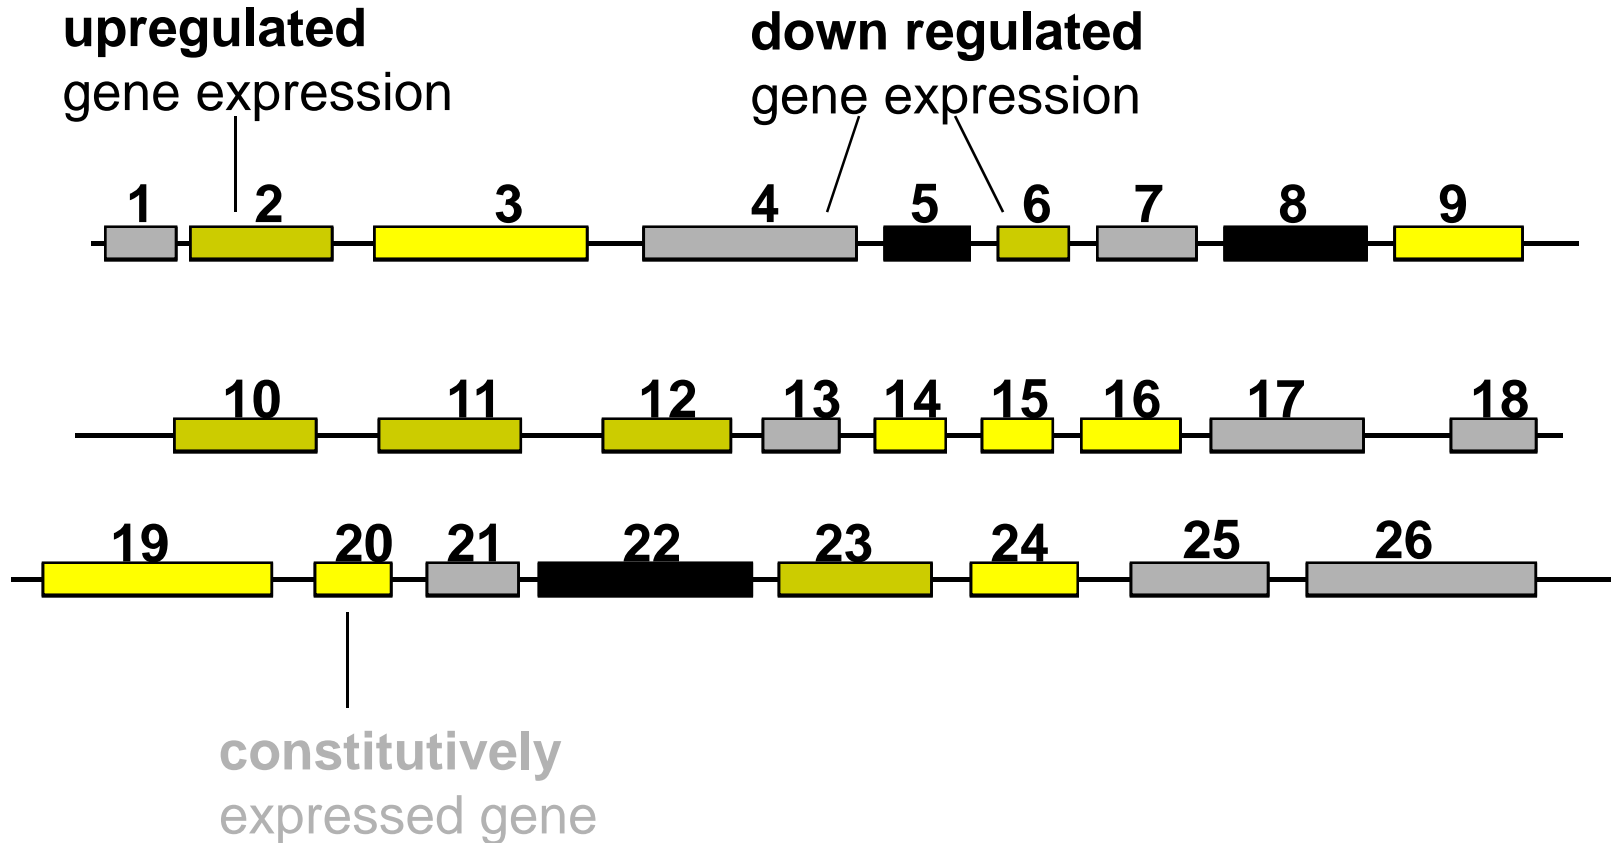 upregulated
gene expression
down regulated
gene expression
1 2 3 4 5 6 7 8 9
10 11 12 13 14 15 16 17 18
19 20 21 22 23 24 25 26
constitutively
expressed gene